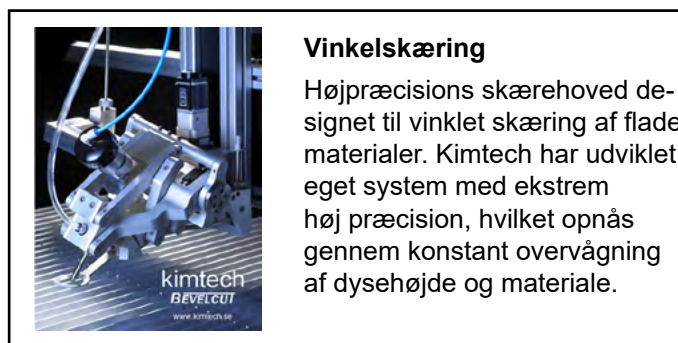 Vinkelskæring
Højpræcisions skærehoved de-
signet til vinklet skæring af flade
materialer. Kimtech har udviklet
eget system med ekstrem
høj præcision, hvilket opnås
gennem konstant overvågning
af dysehøjde og materiale.
kimtech
BEVELCUT
www.kimtech.se